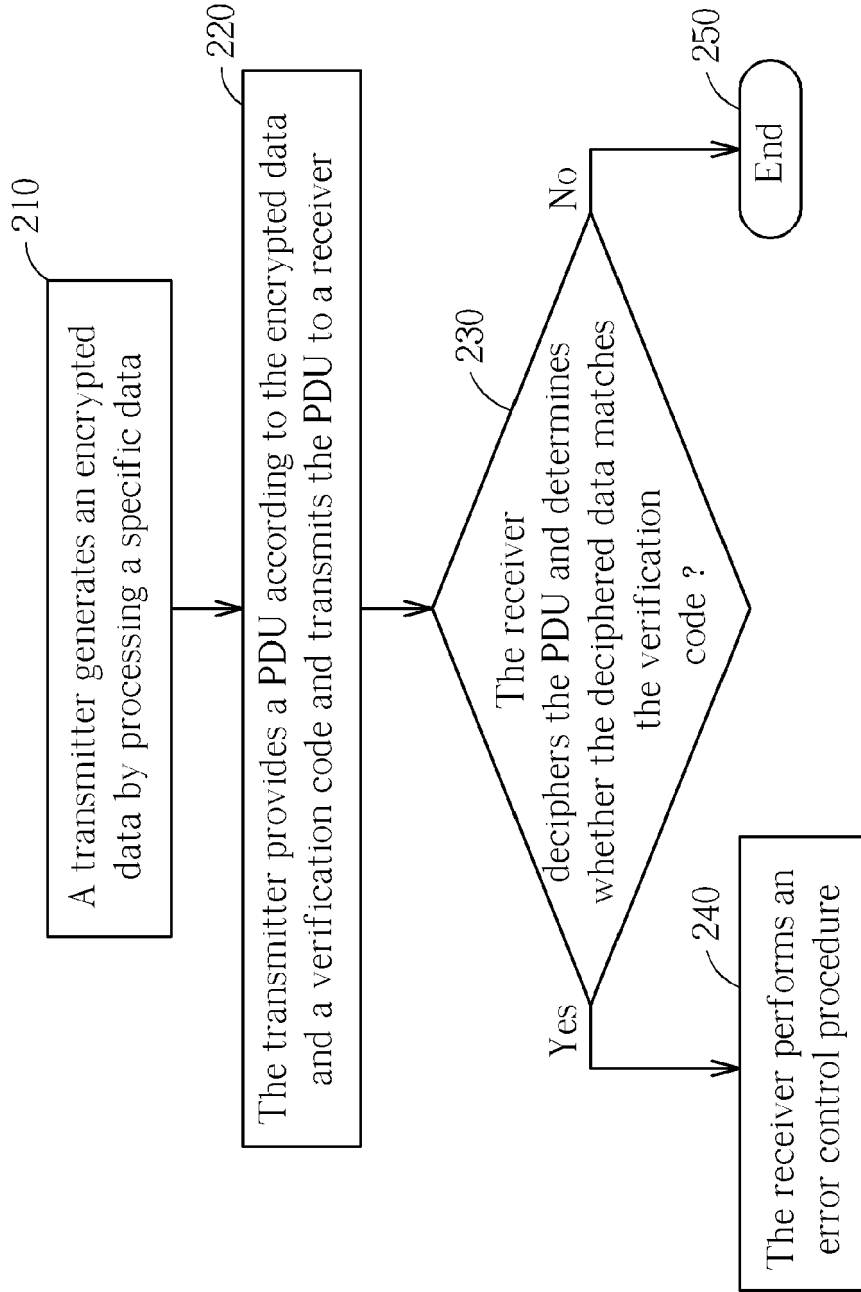 210
A transmitter generates an encrypted
data by processing a specific data
220
The transmitter provides a PDU according to the encrypted data
and a verification code and transmits the PDU to a receiver
230
The receiver
deciphers the PDU and determines
whether the deciphered data matches
the verification
code ?
Yes
No
240
The receiver performs an
error control procedure
250
End